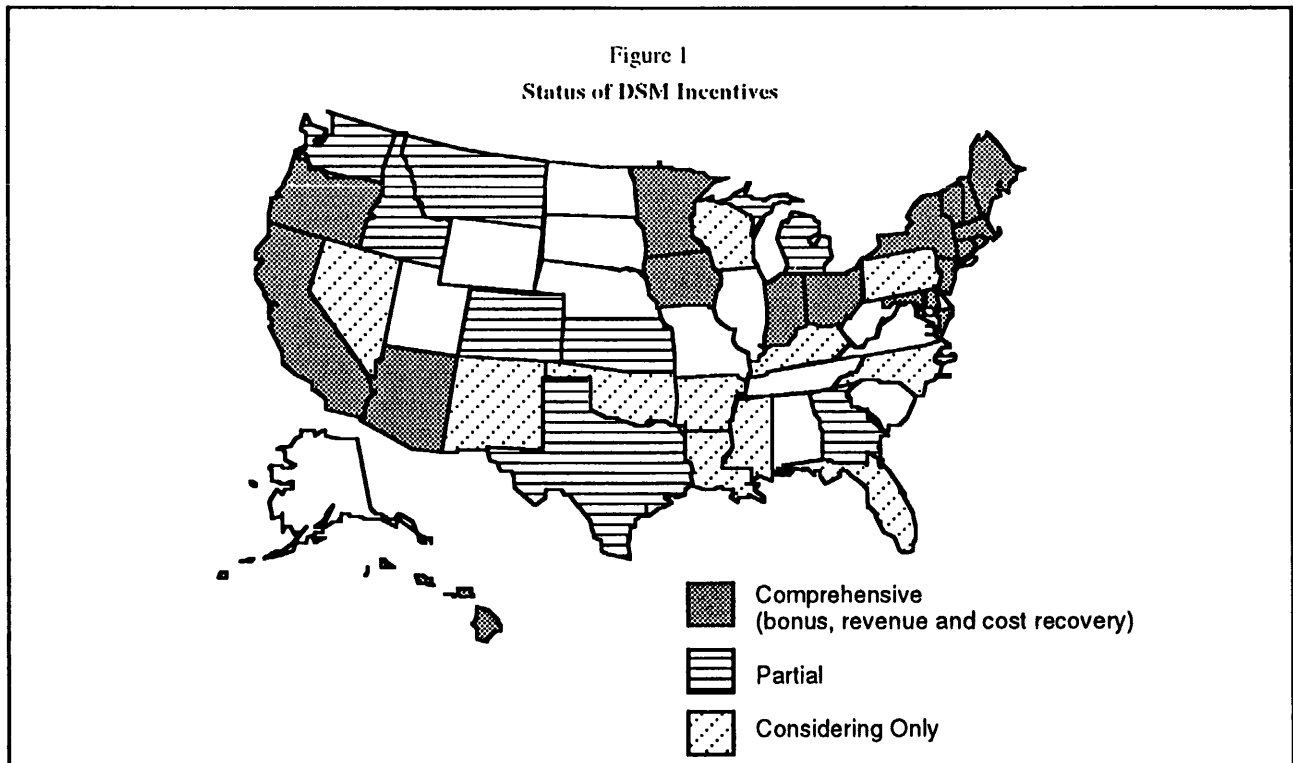 Figure 1
Status of DSM Incentives
Comprehensive
(bonus, revenue and cost recovery)
Partial
Considering Only